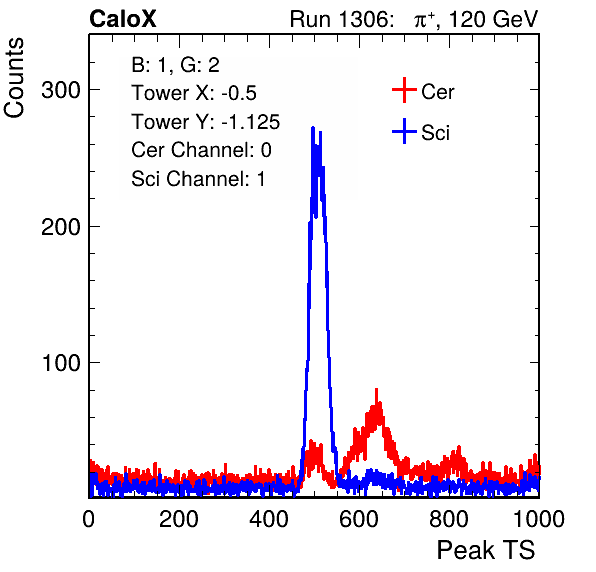 CaloX Run 1306: π⁺, 120 GeV
Counts
B: 1, G: 2
Tower X: -0.5
Tower Y: -1.125
Cer Channel: 0
Sci Channel: 1
Cer
Sci
300
200
100
0 200 400 600 800 1000
Peak TS